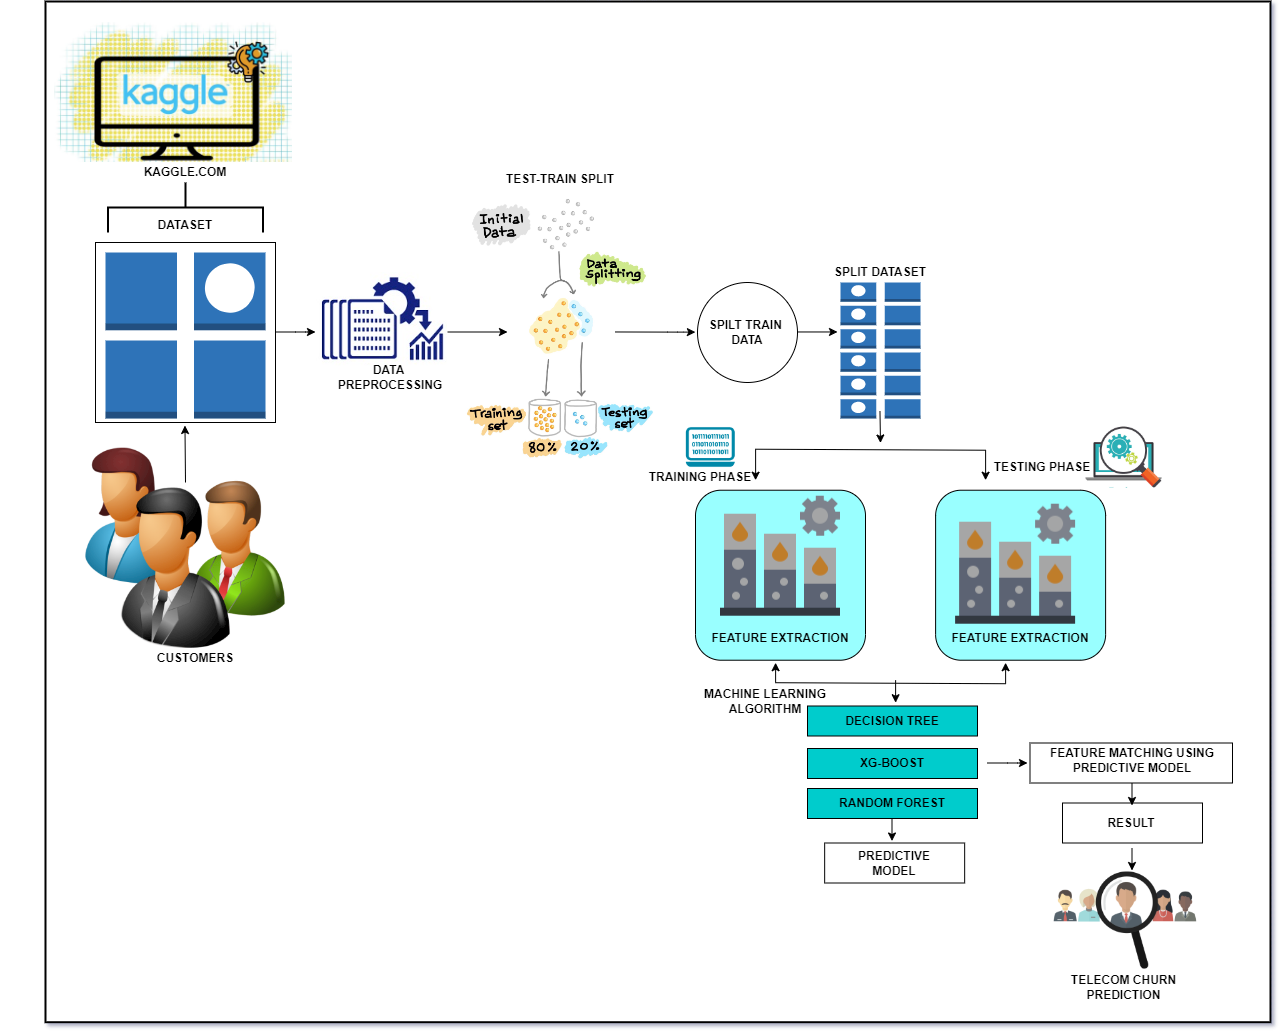 kaggle
KAGGLE.COM
DATASET
CUSTOMERS
DATA
PREPROCESSING
TEST-TRAIN SPLIT
Initial
Data
Data
Splitting
Training
set
Testing
set
80%
20%
SPILT TRAIN
DATA
SPLIT DATASET
TRAINING PHASE
TESTING PHASE
FEATURE EXTRACTION
FEATURE EXTRACTION
MACHINE LEARNING
ALGORITHM
DECISION TREE
XG-BOOST
RANDOM FOREST
PREDICTIVE
MODEL
FEATURE MATCHING USING
PREDICTIVE MODEL
RESULT
TELECOM CHURN
PREDICTION